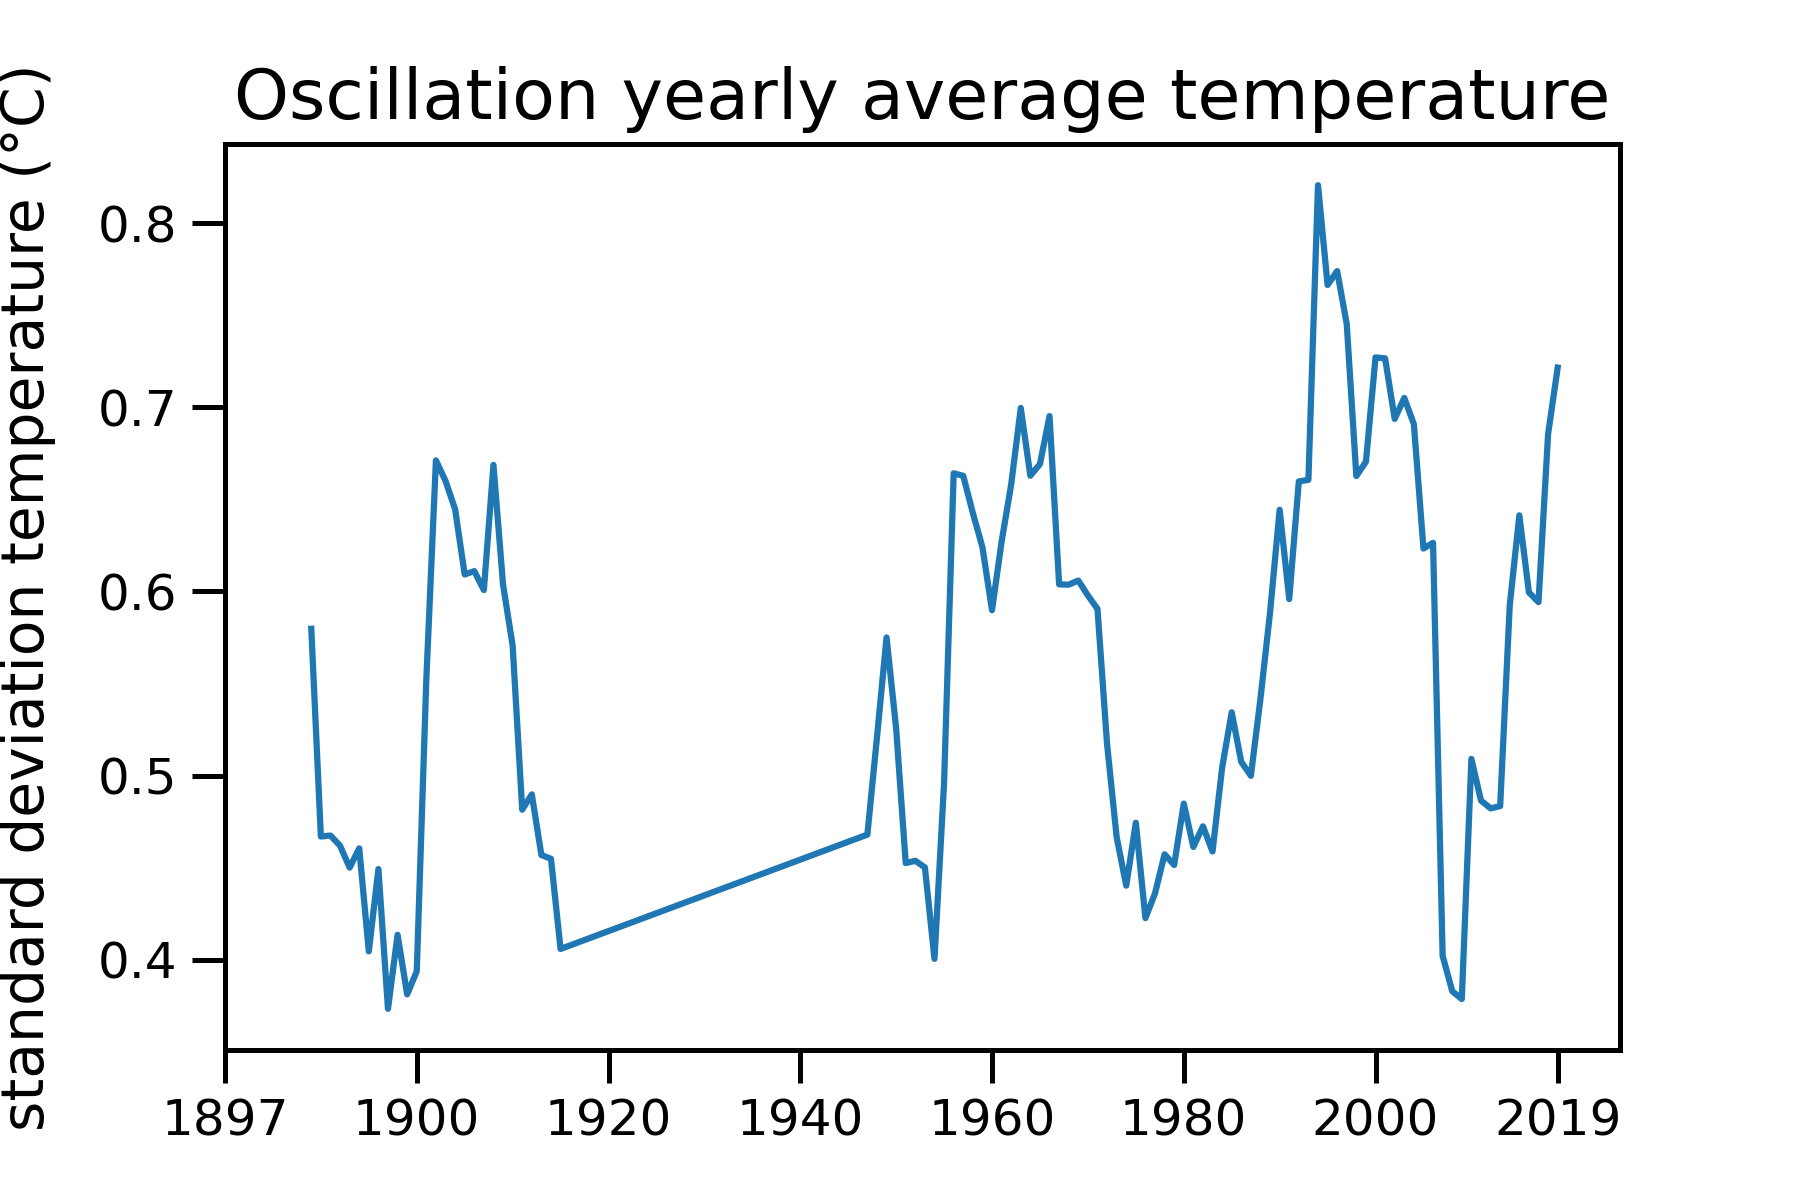 Oscillation yearly average temperature
standard deviation temperature (°C)
0.8
0.7
0.6
0.5
0.4
1897 1900 1920 1940 1960 1980 2000 2019